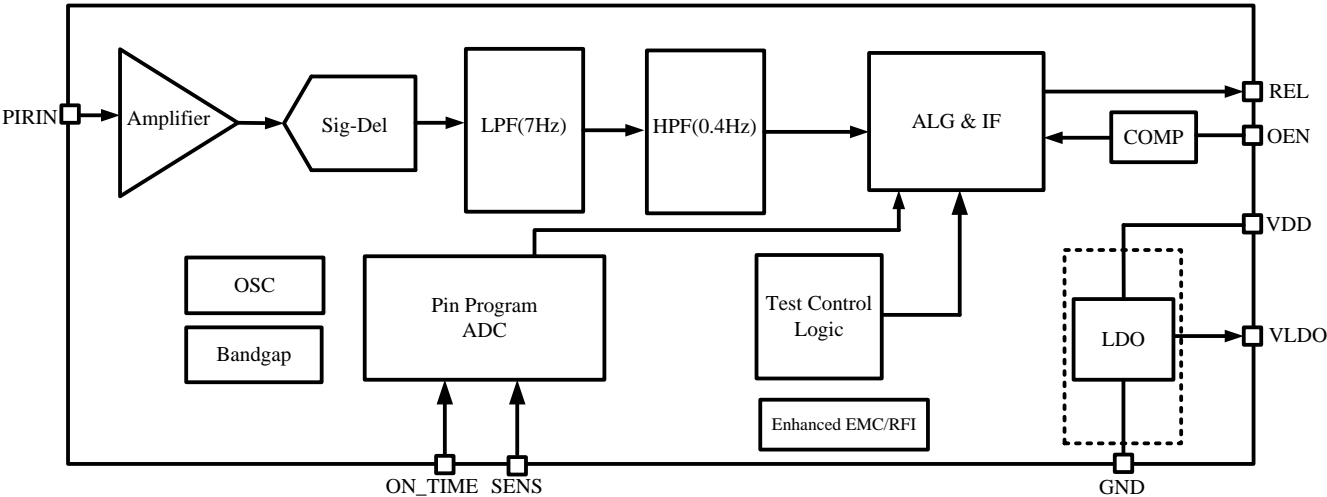 PIRIN
Amplifier
Sig-Del
LPF(7Hz)
HPF(0.4Hz)
ALG & IF
REL
COMP
OEN
VDD
OSC
Bandgap
Pin Program
ADC
Test Control
Logic
LDO
VLDO
Enhanced EMC/RFI
ON_TIME
SENS
GND